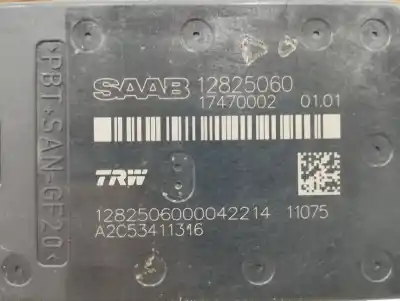 SAAB 12825060
17470002 01.01
TRW
1282506000042214 11075
A2C53411316
>PBT*SAN-GF20<